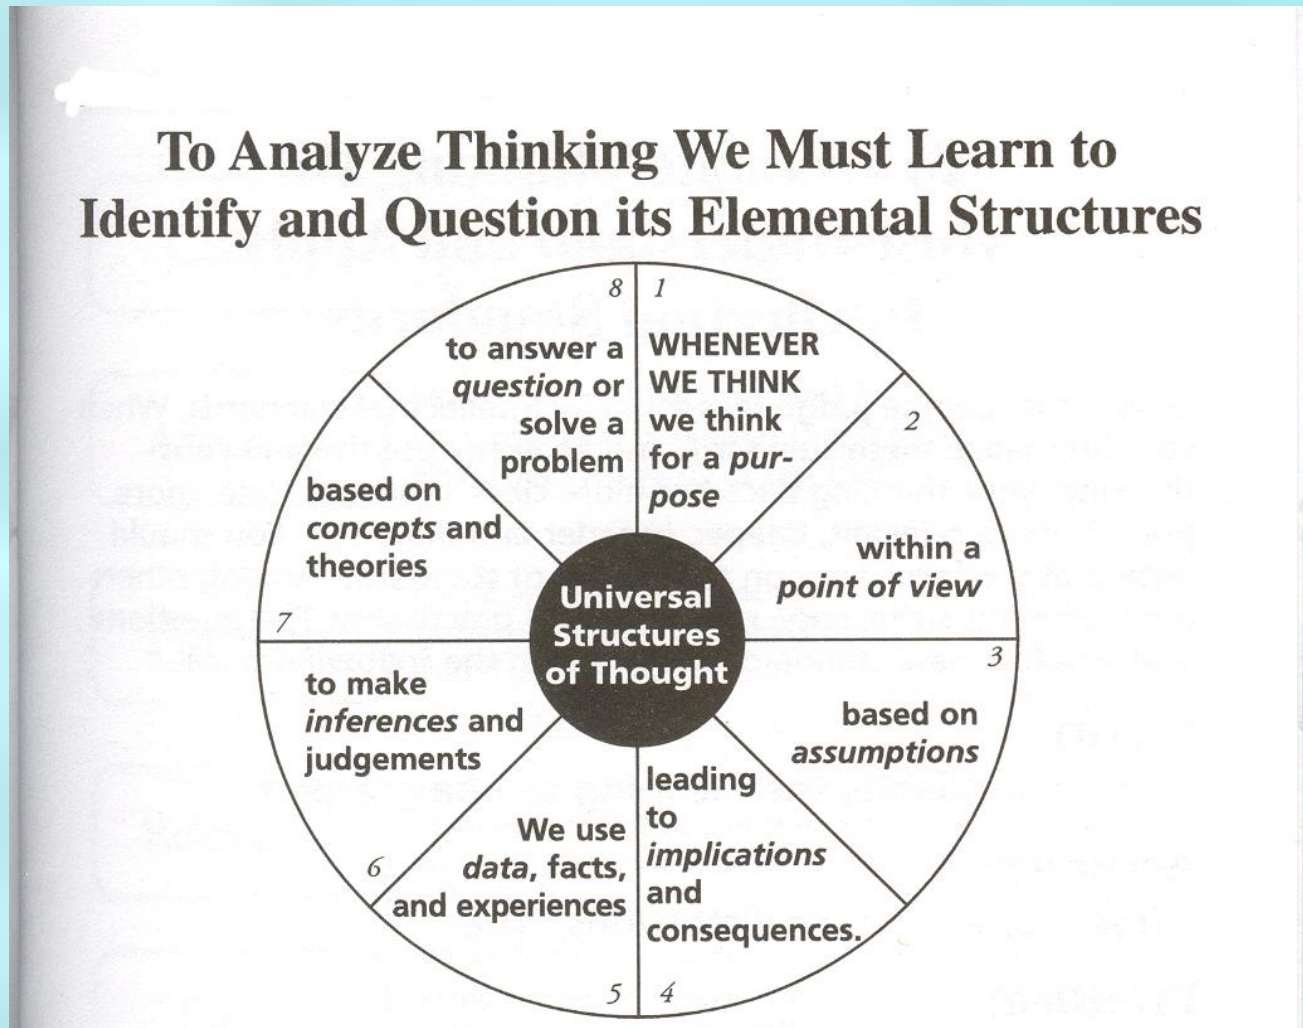 To Analyze Thinking We Must Learn to
Identify and Question its Elemental Structures
1
WHENEVER
WE THINK
we think
for a pur-
pose
2
within a
point of view
3
based on
assumptions
4
leading
to
implications
and
consequences.
5
We use
data, facts,
and experiences
6
to make
inferences and
judgements
7
based on
concepts and
theories
8
to answer a
question or
solve a
problem
Universal
Structures
of Thought